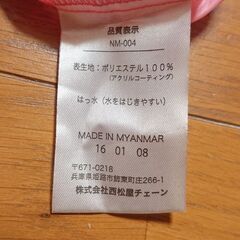 品質表示
NM-004
表生地：ポリエステル100%
（アクリルコーティング）
はっ水（水をはじきやすい）
MADE IN MYANMAR
16 01 08
〒671-0218
兵庫県姫路市飾東町庄266-1
株式会社西松屋チェーン